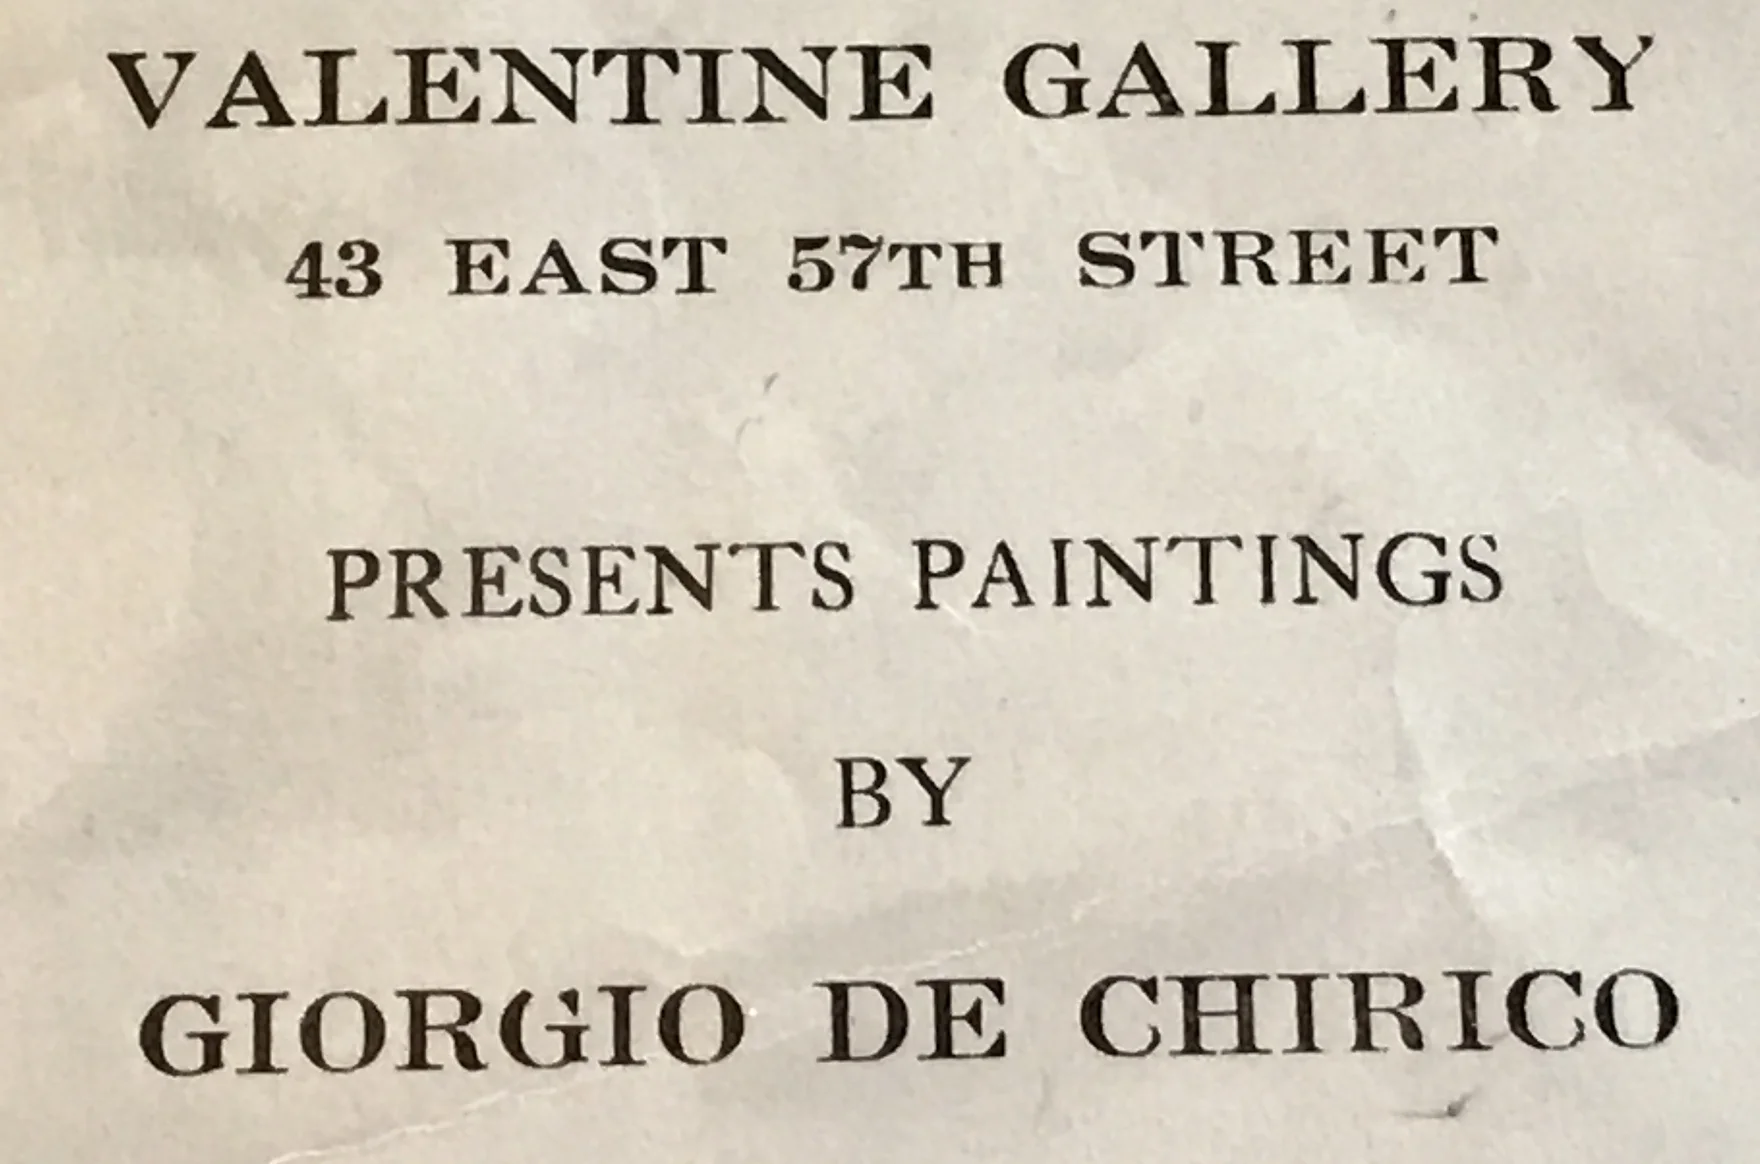 VALENTINE GALLERY
43 EAST 57TH STREET
PRESENTS PAINTINGS
BY
GIORGIO DE CHIRICO